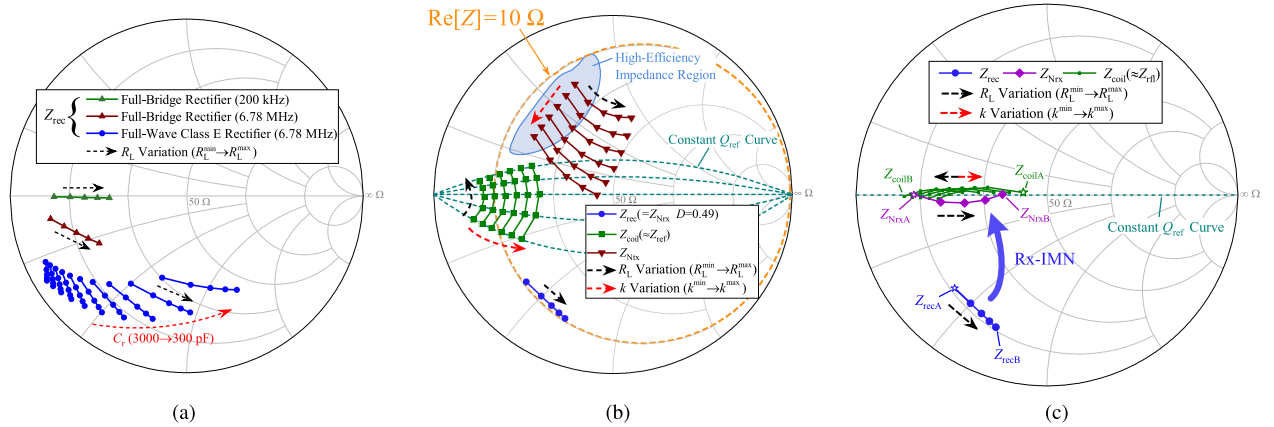 Z_rec {
Full-Bridge Rectifier (200 kHz)
Full-Bridge Rectifier (6.78 MHz)
Full-Wave Class E Rectifier (6.78 MHz)
R_L Variation (R_L^min→R_L^max)
50 Ω
∞ Ω
C_r (3000→300 pF)
(a)
Re[Z]=10 Ω
High-Efficiency
Impedance Region
Constant Q_ref Curve
50 Ω
∞ Ω
Z_rec(=Z_Nrx D=0.49)
Z_coil(≈Z_ref)
Z_Ntx
R_L Variation (R_L^min→R_L^max)
k Variation (k^min→k^max)
(b)
Z_rec Z_Nrx Z_coil(≈Z_rfl)
R_L Variation (R_L^min→R_L^max)
k Variation (k^min→k^max)
Z_coilB
Z_coilA
∞ Ω
50 Ω
Z_NrxA
Z_NrxB
Constant Q_ref Curve
Rx-IMN
Z_recA
Z_recB
(c)